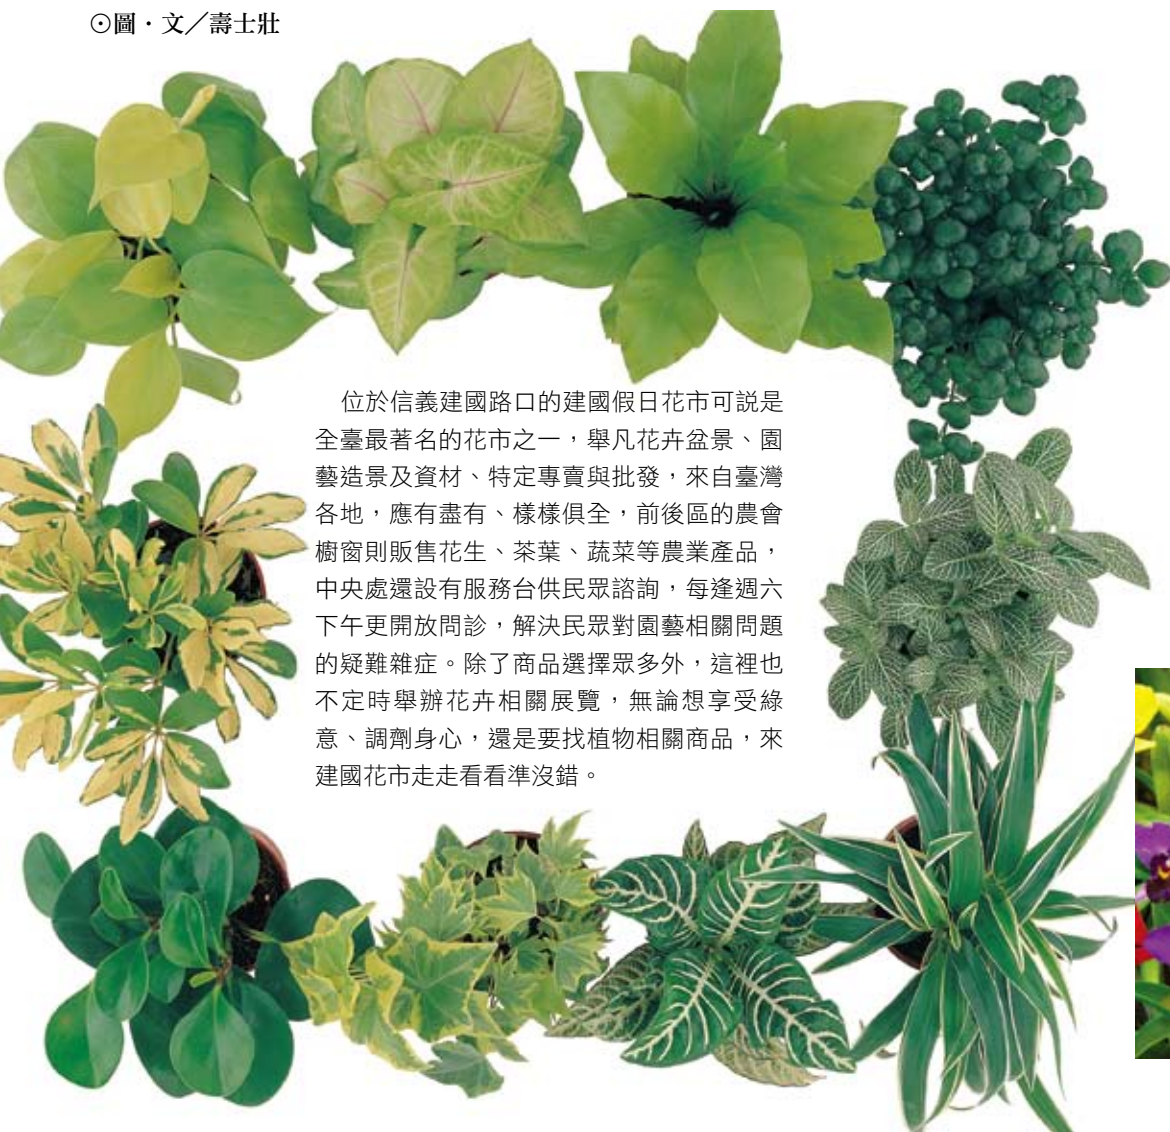 ⊙圖．文／壽士壯
位於信義建國路口的建國假日花市可說是
全臺最著名的花市之一，舉凡花卉盆景、園
藝造景及資材、特定專賣與批發，來自臺灣
各地，應有盡有、樣樣俱全，前後區的農會
櫥窗則販售花生、茶葉、蔬菜等農業產品，
中央處還設有服務台供民眾諮詢，每逢週六
下午更開放問診，解決民眾對園藝相關問題
的疑難雜症。除了商品選擇眾多外，這裡也
不定時舉辦花卉相關展覽，無論想享受綠
意、調劑身心，還是要找植物相關商品，來
建國花市走走看看準沒錯。